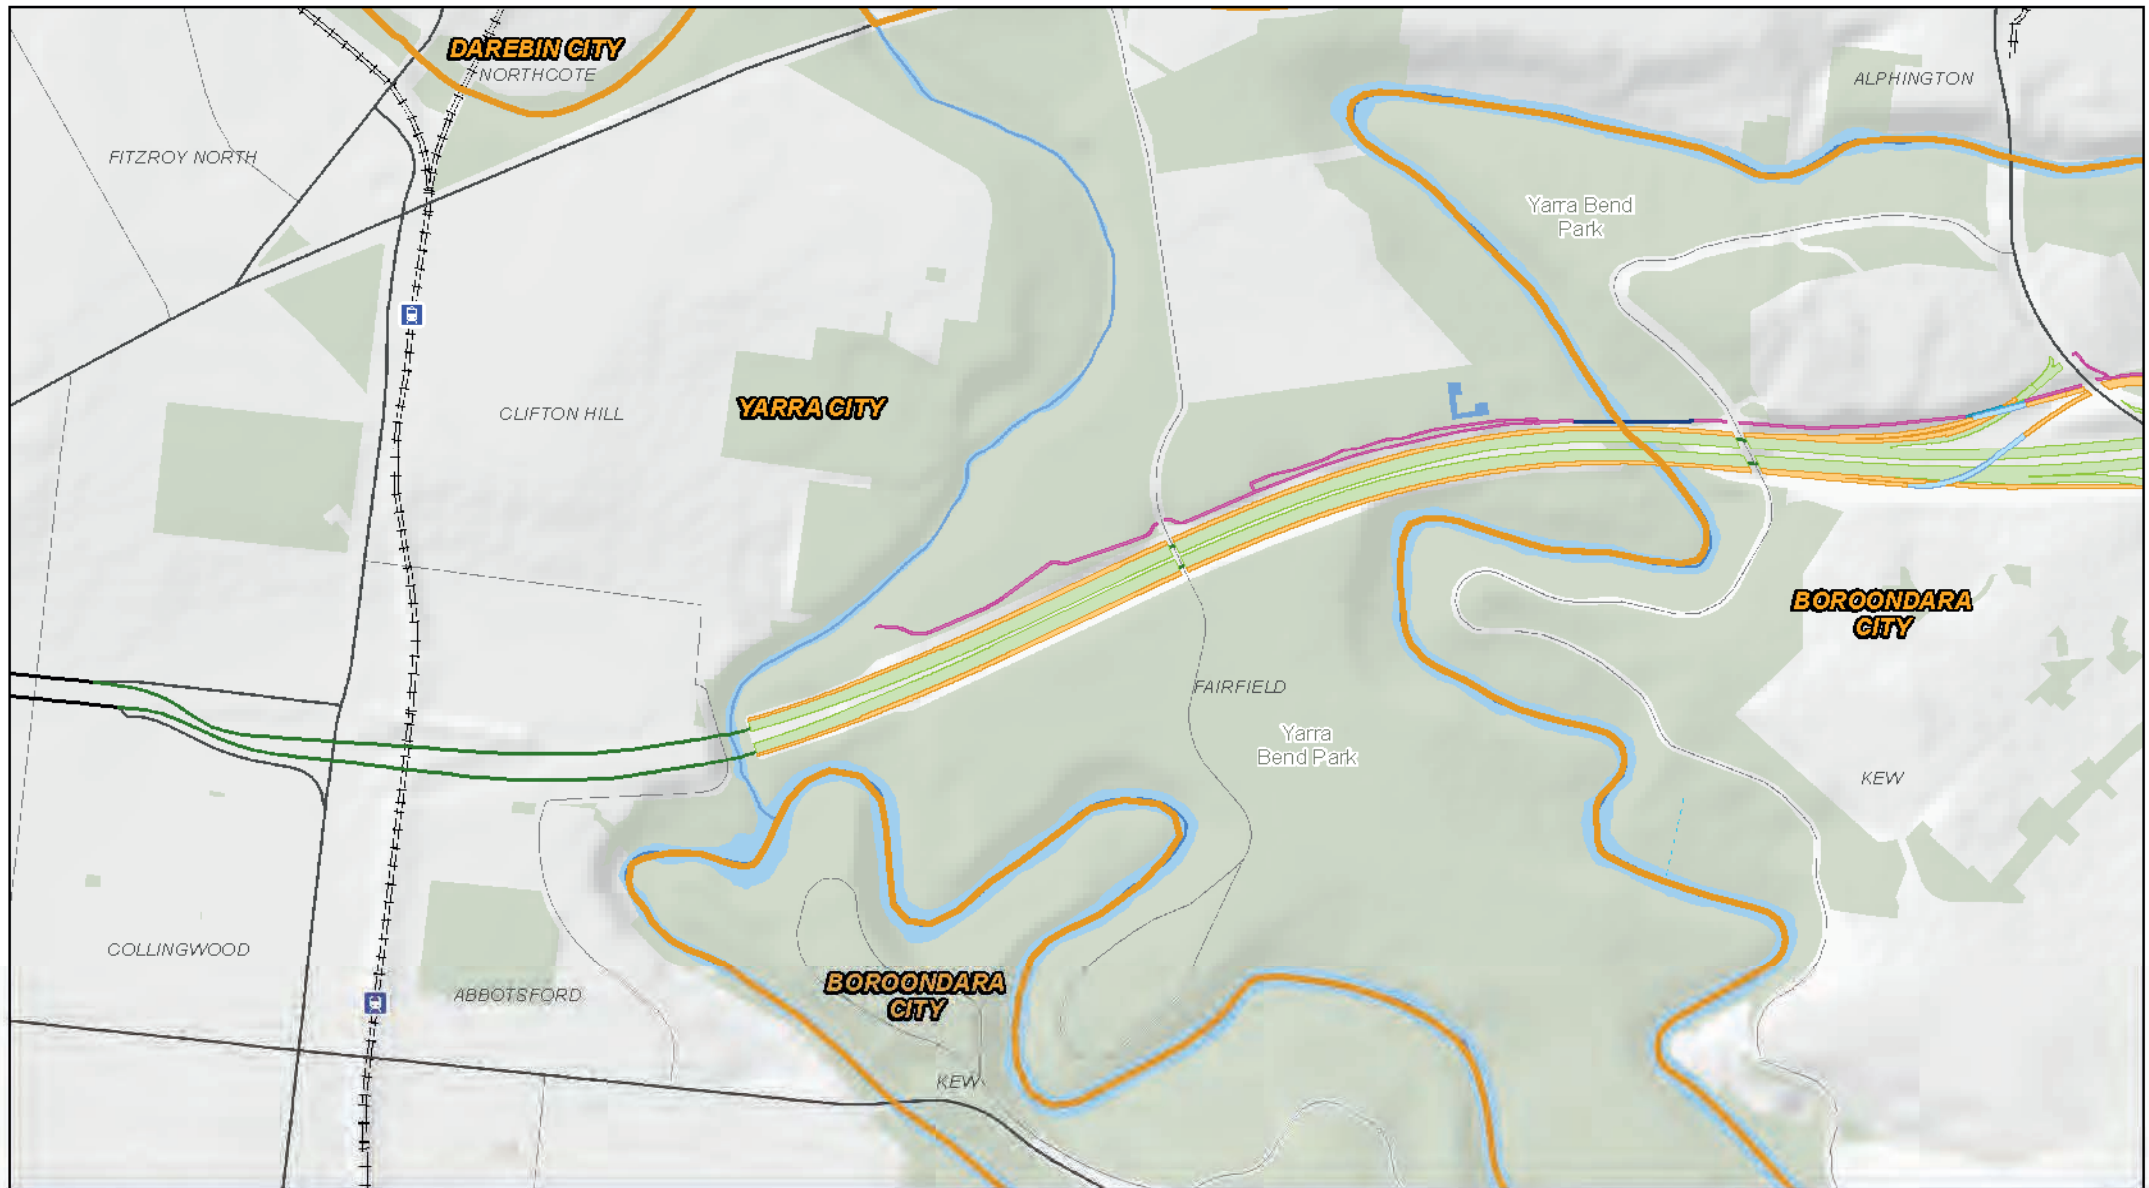 DAREBIN CITY
NORTHCOTE
ALPHINGTON
FITZROY NORTH
Yarra Bend
Park
CLIFTON HILL
YARRA CITY
BOROONDARA
CITY
FAIRFIELD
Yarra
Bend Park
KEW
COLLINGWOOD
ABBOTSFORD
BOROONDARA
CITY
KEW